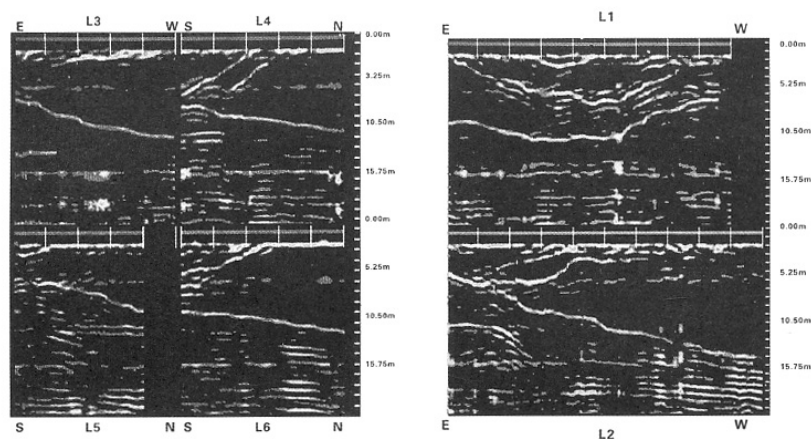 E L3 W S L4 N
0.00m
3.25m
10.50m
15.75m
0.00m
5.25m
10.50m
15.75m
S L5 N S L6 N
L1
E W
0.00m
5.25m
10.50m
15.75m
0.00m
5.25m
10.50m
15.75m
E W
L2